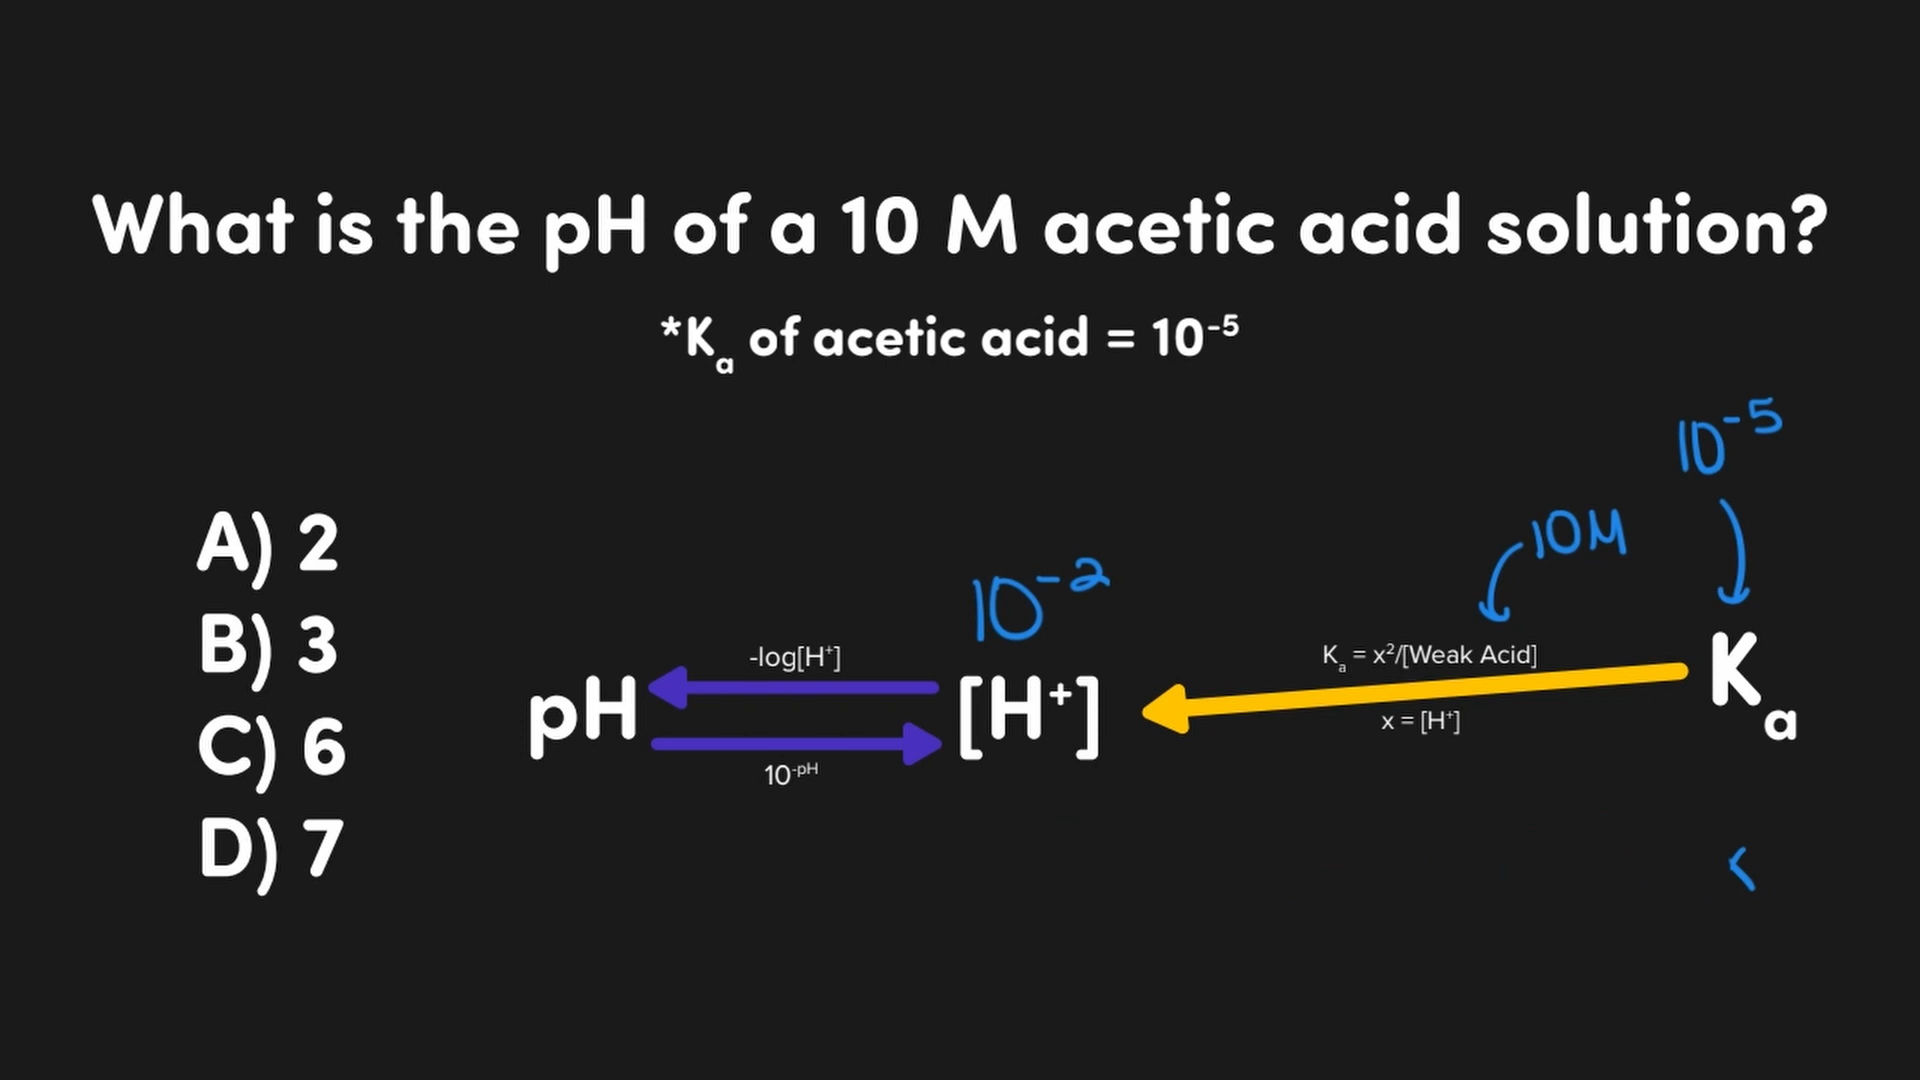 What is the pH of a 10 M acetic acid solution?
*Kₐ of acetic acid = 10⁻⁵
10⁻⁵
10M
A) 2
B) 3
C) 6
D) 7
10⁻²
-log[H⁺]
pH
10⁻ᵖᴴ
[H⁺]
Kₐ = x²/[Weak Acid]
x = [H⁺]
Kₐ